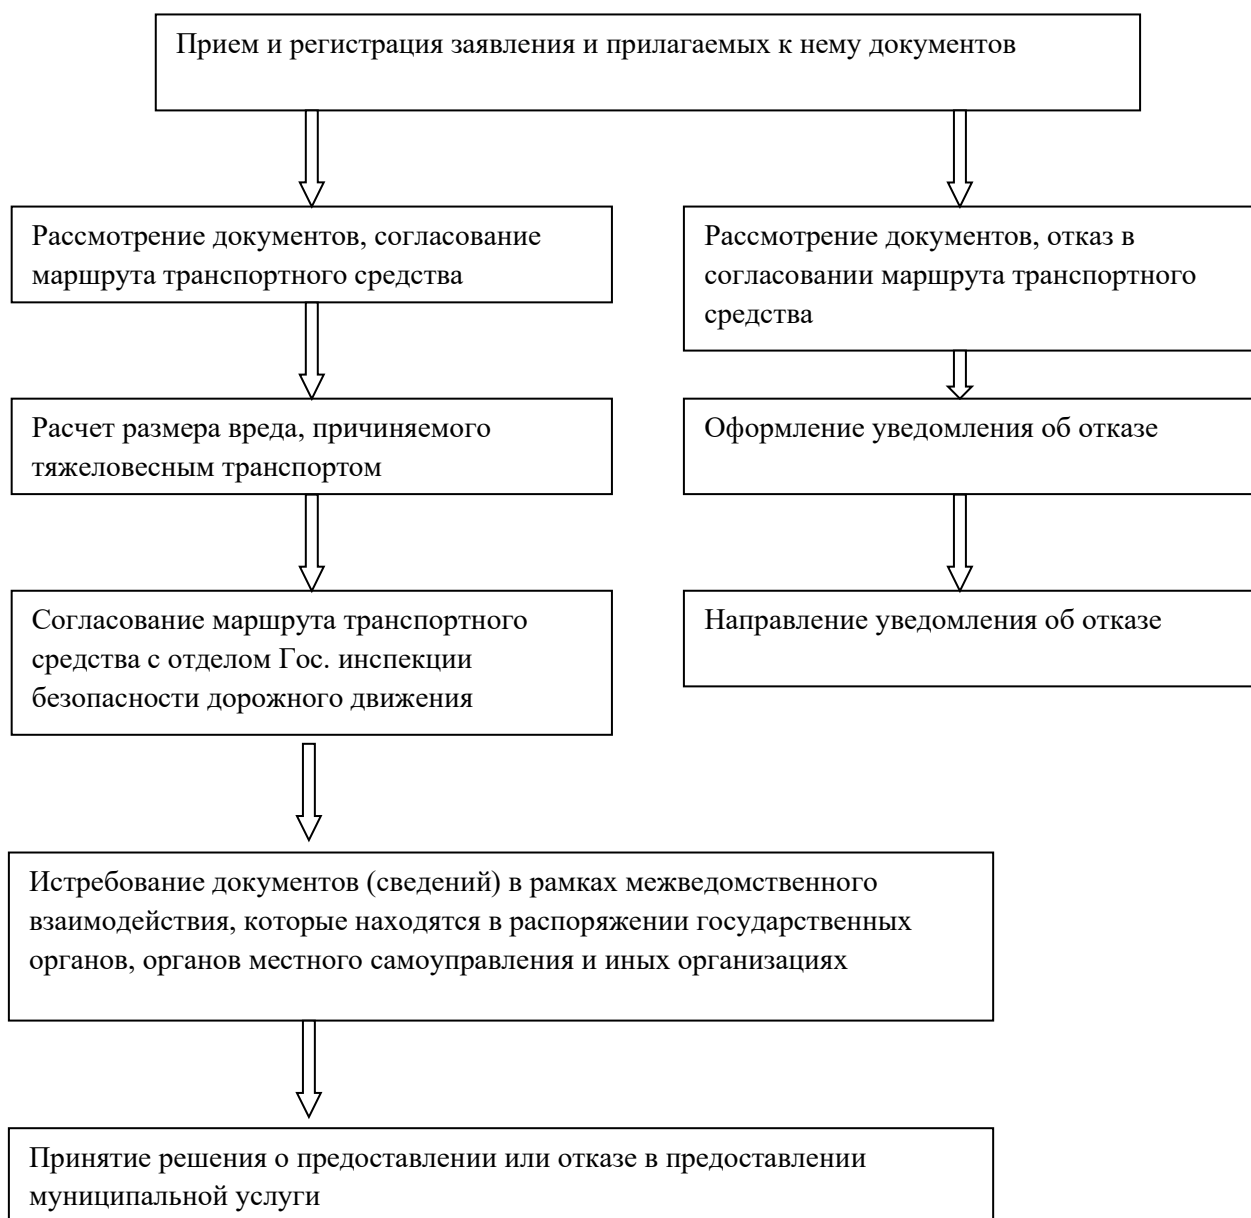 Прием и регистрация заявления и прилагаемых к нему документов
Рассмотрение документов, согласование
маршрута транспортного средства
Рассмотрение документов, отказ в
согласовании маршрута транспортного
средства
Расчет размера вреда, причиняемого
тяжеловесным транспортом
Оформление уведомления об отказе
Согласование маршрута транспортного
средства с отделом Гос. инспекции
безопасности дорожного движения
Направление уведомления об отказе
Истребование документов (сведений) в рамках межведомственного
взаимодействия, которые находятся в распоряжении государственных
органов, органов местного самоуправления и иных организациях
Принятие решения о предоставлении или отказе в предоставлении
муниципальной услуги